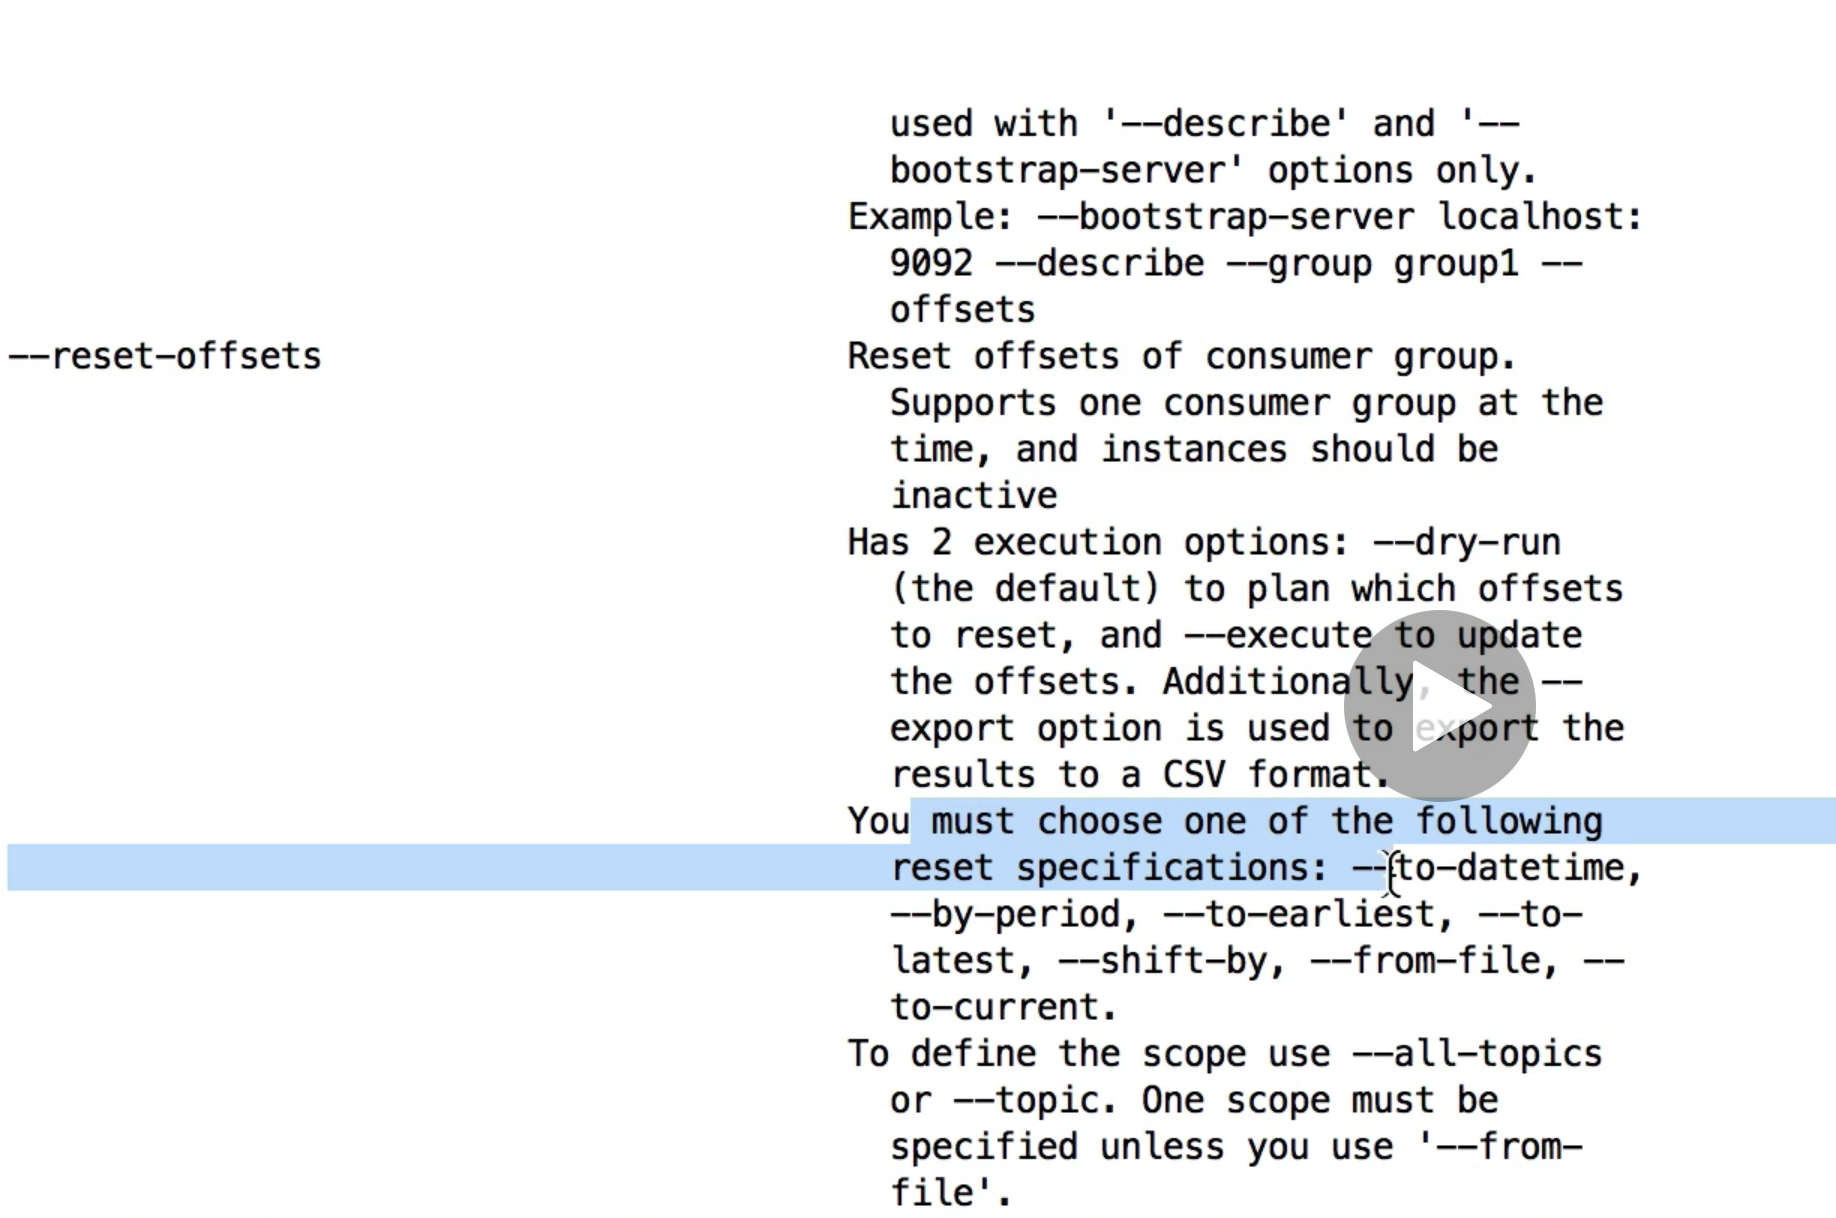 used with '--describe' and '--
bootstrap-server' options only.
Example: --bootstrap-server localhost:
9092 --describe --group group1 --
offsets
--reset-offsets Reset offsets of consumer group.
Supports one consumer group at the
time, and instances should be
inactive
Has 2 execution options: --dry-run
(the default) to plan which offsets
to reset, and --execute to update
the offsets. Additionally, the --
export option is used to export the
results to a CSV format.
You must choose one of the following
reset specifications: --to-datetime,
--by-period, --to-earliest, --to-
latest, --shift-by, --from-file, --
to-current.
To define the scope use --all-topics
or --topic. One scope must be
specified unless you use '--from-
file'.